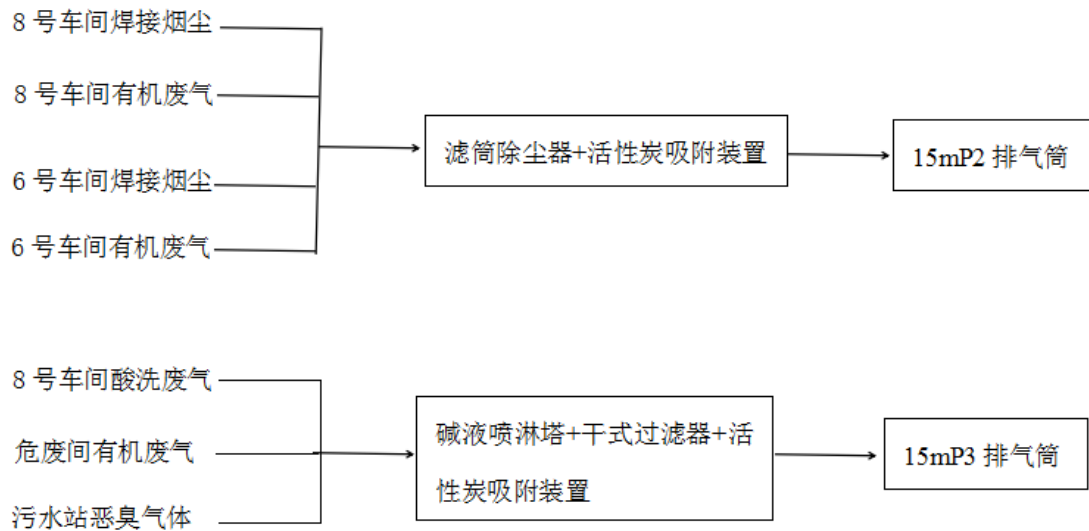 8 号车间焊接烟尘
8 号车间有机废气
6 号车间焊接烟尘
6 号车间有机废气
滤筒除尘器+活性炭吸附装置
15mP2 排气筒
8 号车间酸洗废气
危废间有机废气
污水站恶臭气体
碱液喷淋塔+干式过滤器+活
性炭吸附装置
15mP3 排气筒